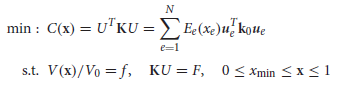 min : C(x) = U^T KU = ∑_{e=1}^{N} E_e(x_e)u_e^T k_0 u_e
s.t. V(x)/V_0 = f, KU = F, 0 ≤ x_min ≤ x ≤ 1